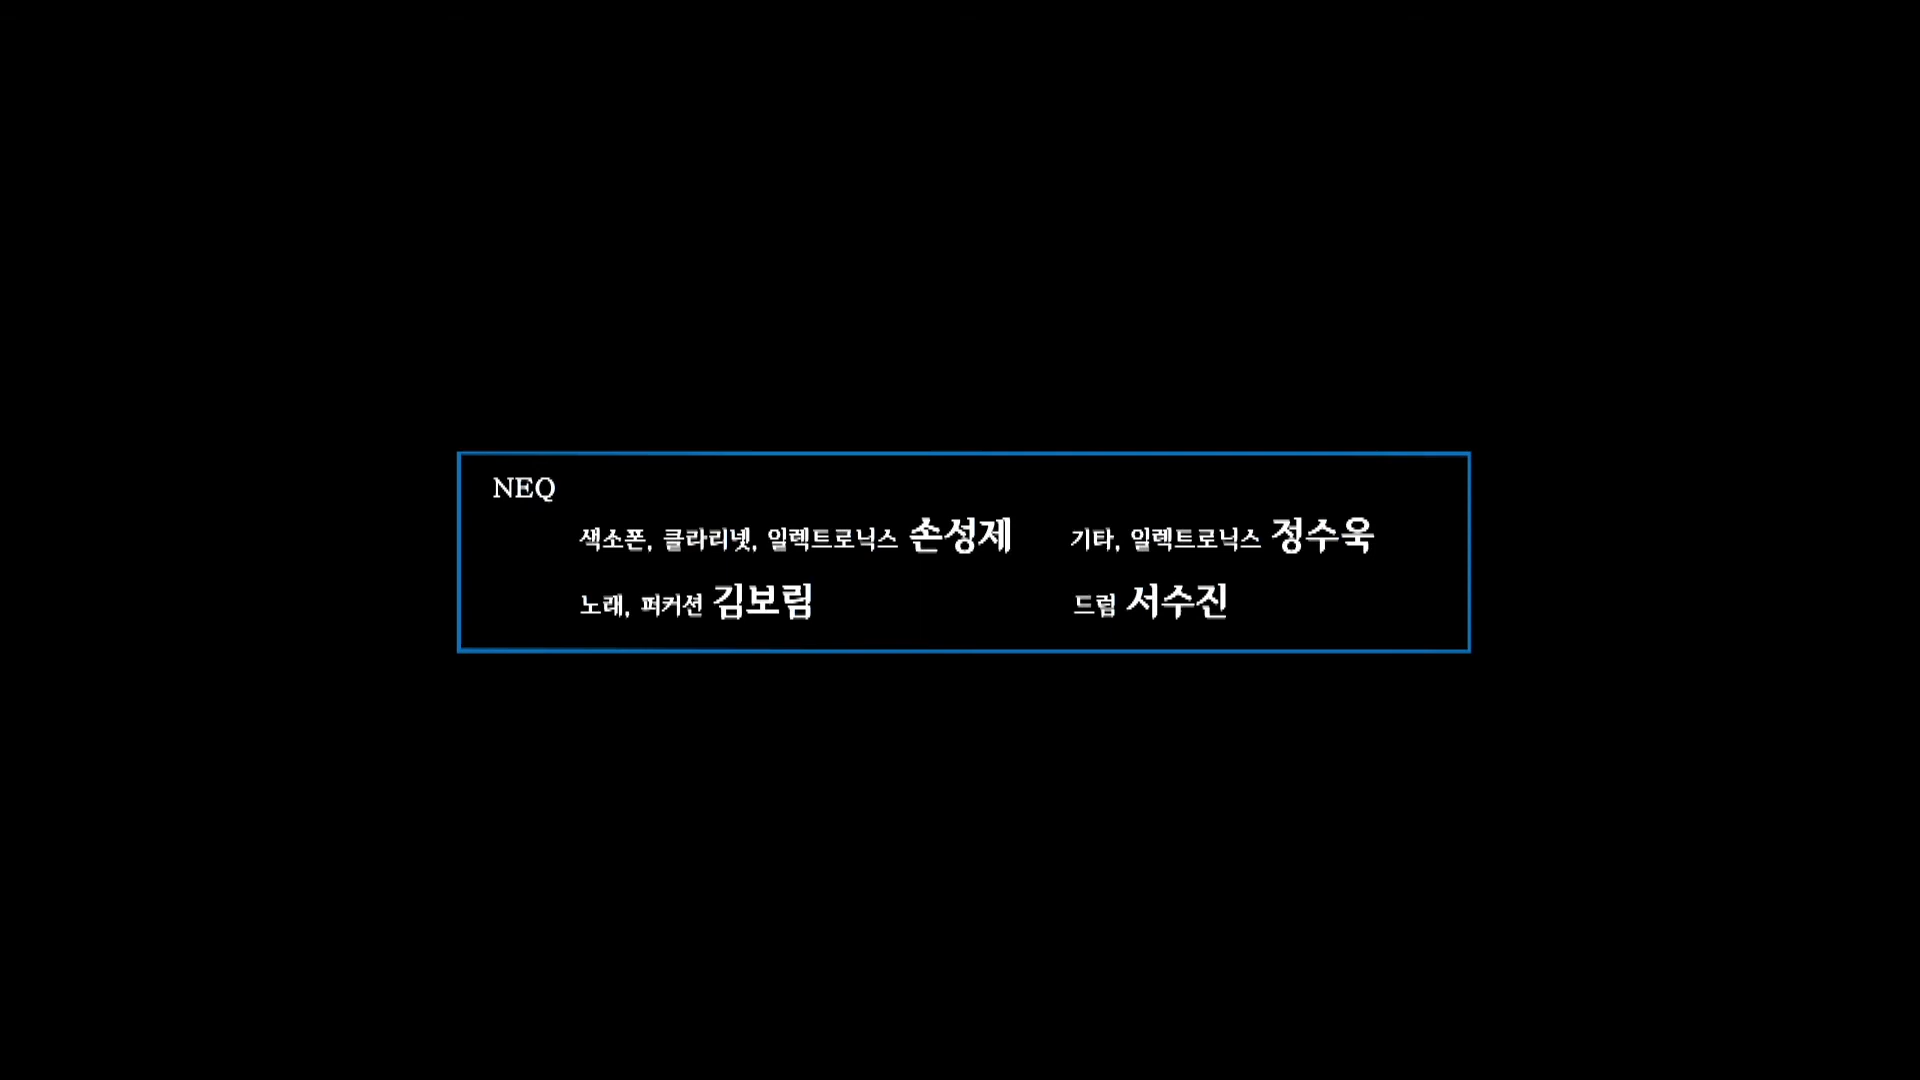 NEQ
색소폰, 클라리넷, 일렉트로닉스 손성제 기타, 일렉트로닉스 정수욱
노래, 퍼커션 김보림 드럼 서수진